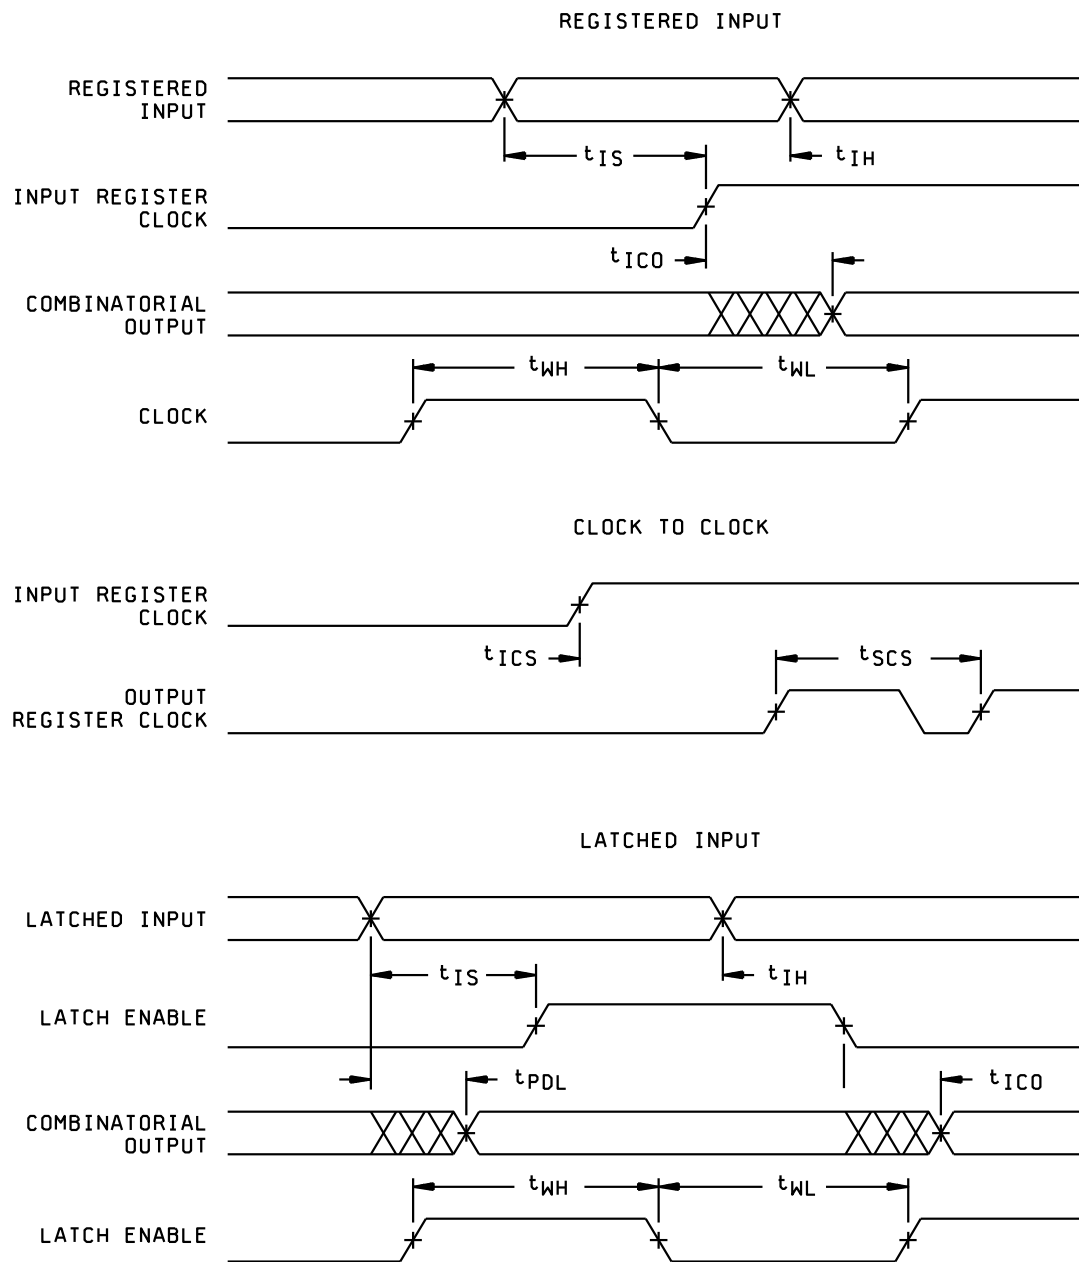 REGISTERED INPUT
REGISTERED
INPUT
tIS
tIH
INPUT REGISTER
CLOCK
tICO
COMBINATORIAL
OUTPUT
tWH
tWL
CLOCK
CLOCK TO CLOCK
INPUT REGISTER
CLOCK
tICS
tSCS
OUTPUT
REGISTER CLOCK
LATCHED INPUT
LATCHED INPUT
tIS
tIH
LATCH ENABLE
tPDL
tICO
COMBINATORIAL
OUTPUT
tWH
tWL
LATCH ENABLE